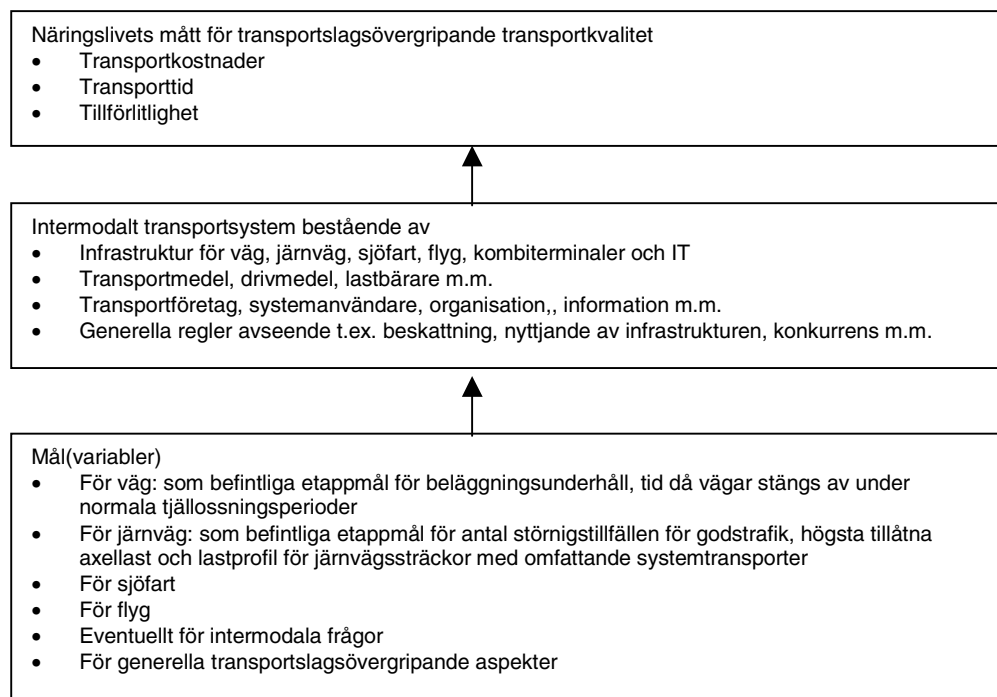 Näringslivets mått för transportslagsövergripande transportkvalitet
• Transportkostnader
• Transporttid
• Tillförlitlighet
Intermodalt transportsystem bestående av
• Infrastruktur för väg, järnväg, sjöfart, flyg, kombiterminaler och IT
• Transportmedel, drivmedel, lastbärare m.m.
• Transportföretag, systemanvändare, organisation,, information m.m.
• Generella regler avseende t.ex. beskattning, nyttjande av infrastrukturen, konkurrens m.m.
Mål(variabler)
• För väg: som befintliga etappmål för beläggningsunderhåll, tid då vägar stängs av under
normala tjällossningsperioder
• För järnväg: som befintliga etappmål för antal störnigstillfällen för godstrafik, högsta tillåtna
axellast och lastprofil för järnvägssträckor med omfattande systemtransporter
• För sjöfart
• För flyg
• Eventuellt för intermodala frågor
• För generella transportslagsövergripande aspekter